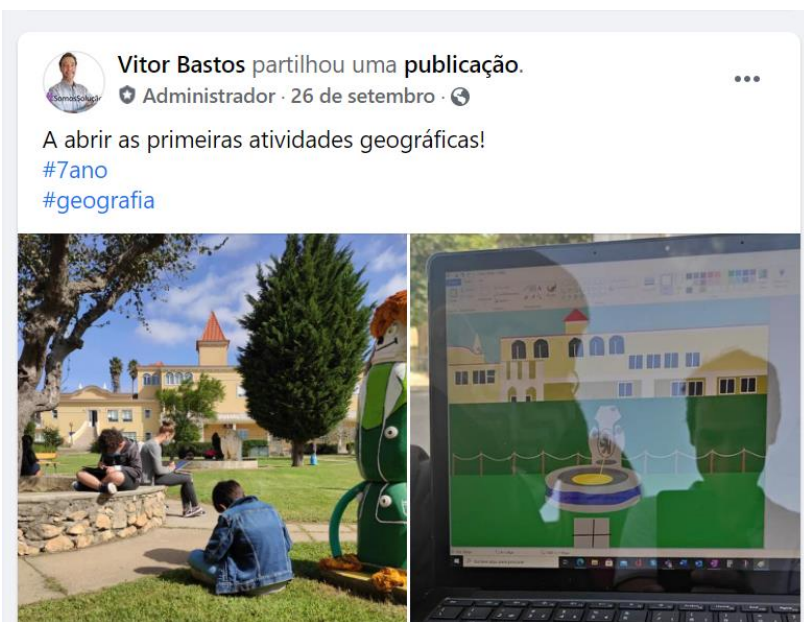 Vitor Bastos partilhou uma publicação.
Administrador · 26 de setembro ·
A abrir as primeiras atividades geográficas!
#7ano
#geografia